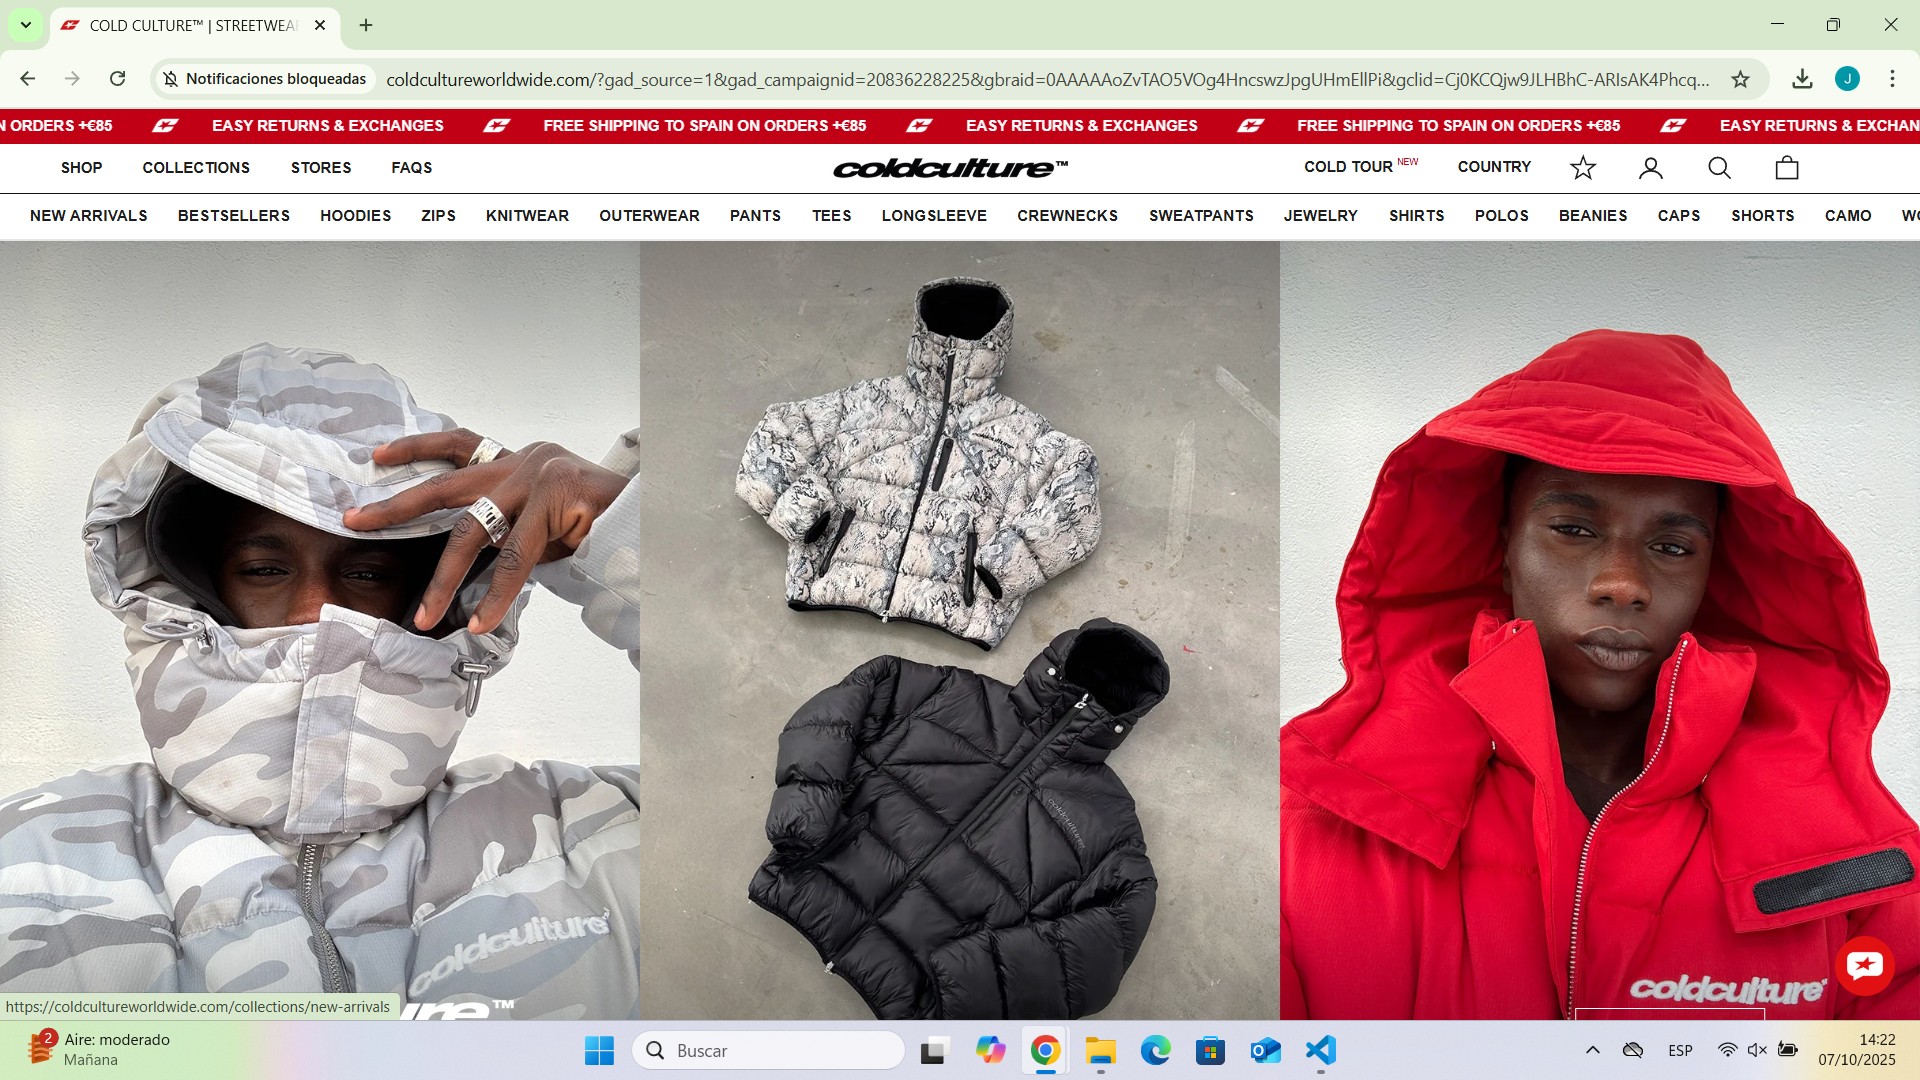 COLD CULTURE™ | STREETWEA
Notificaciones bloqueadas
coldcultureworldwide.com/?gad_source=1&gad_campaignid=20836228225&gbraid=0AAAAAoZvTAO5VOg4HncswzJpgUHmEllPi&gclid=Cj0KCQjw9JLHBhC-ARIsAK4Phcq...
J
N ORDERS +€85 EASY RETURNS & EXCHANGES FREE SHIPPING TO SPAIN ON ORDERS +€85 EASY RETURNS & EXCHANGES FREE SHIPPING TO SPAIN ON ORDERS +€85 EASY RETURNS & EXCHAN
SHOP COLLECTIONS STORES FAQS coldculture™ COLD TOUR NEW COUNTRY
NEW ARRIVALS BESTSELLERS HOODIES ZIPS KNITWEAR OUTERWEAR PANTS TEES LONGSLEEVE CREWNECKS SWEATPANTS JEWELRY SHIRTS POLOS BEANIES CAPS SHORTS CAMO WO
coldculture
coldculture
coldculture
coldculture
https://coldcultureworldwide.com/collections/new-arrivals
ure™
2
Aire: moderado
Mañana
Buscar
ESP
14:22
07/10/2025